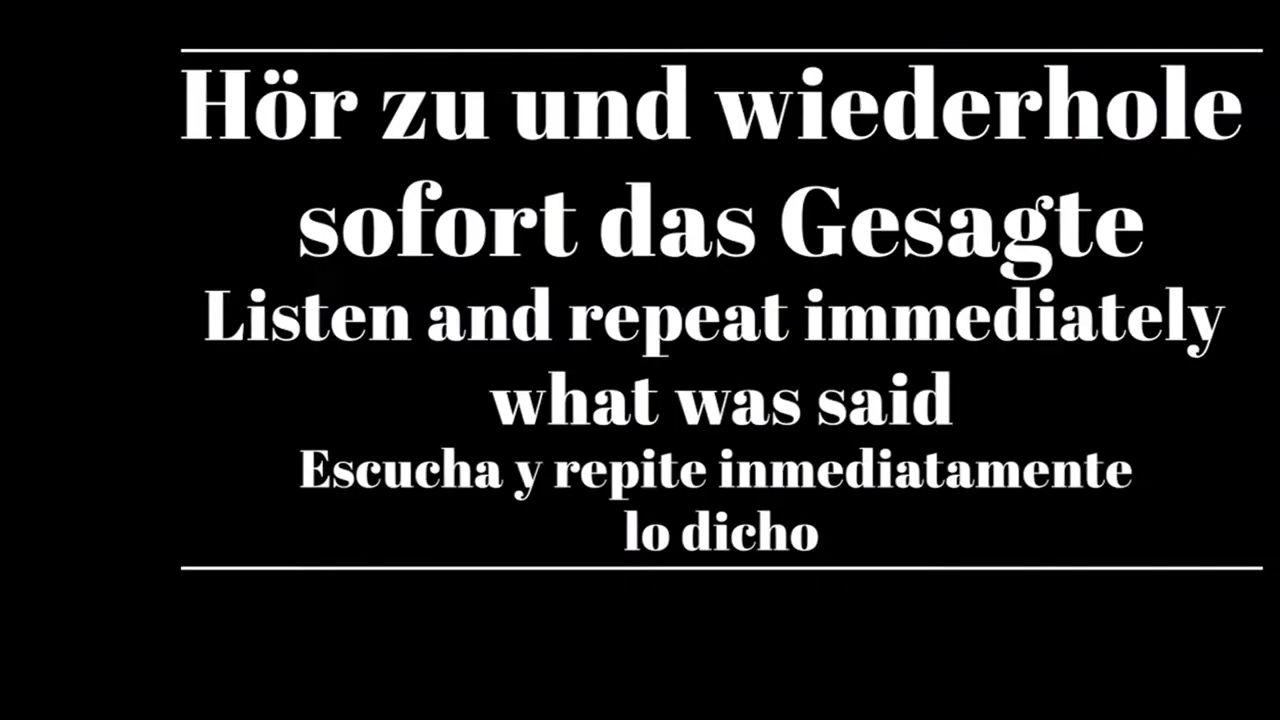 Hör zu und wiederhole
sofort das Gesagte
Listen and repeat immediately
what was said
Escucha y repite inmediatamente
lo dicho